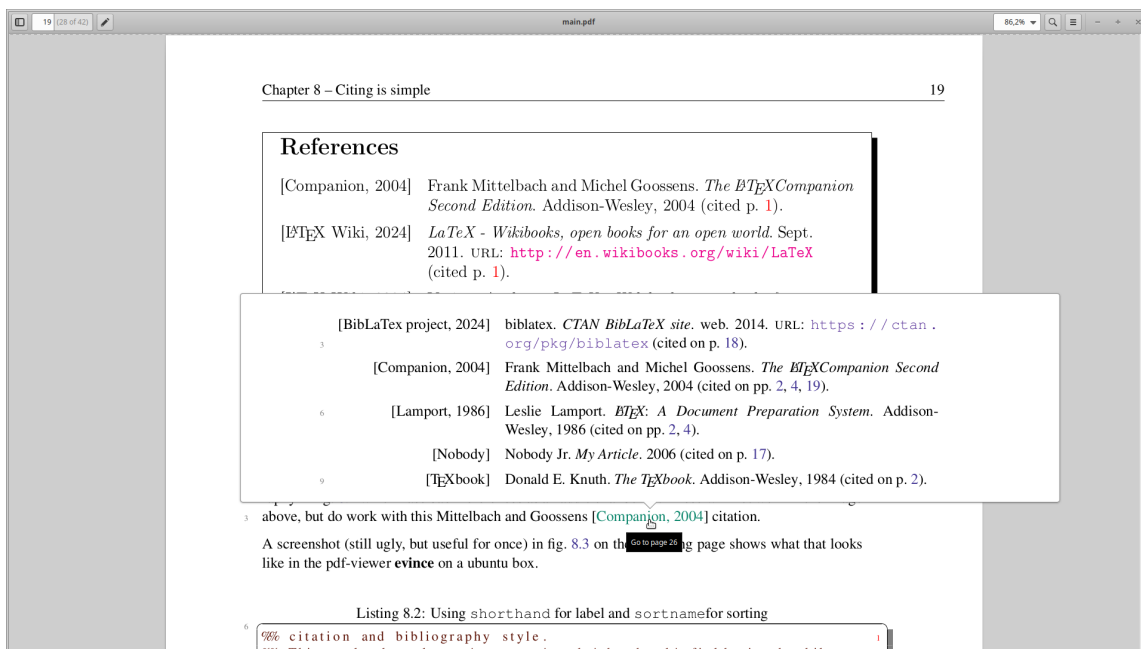 19 (28 of 42) main.pdf 86,2%
Chapter 8 – Citing is simple 19
References
[Companion, 2004] Frank Mittelbach and Michel Goossens. The LATEXCompanion
Second Edition. Addison-Wesley, 2004 (cited p. 1).
[LATEX Wiki, 2024] LaTeX - Wikibooks, open books for an open world. Sept.
2011. URL: http://en.wikibooks.org/wiki/LaTeX
(cited p. 1).
[BibLaTex project, 2024] biblatex. CTAN BibLaTeX site. web. 2014. URL: https://ctan.
3 org/pkg/biblatex (cited on p. 18).
[Companion, 2004] Frank Mittelbach and Michel Goossens. The LATEXCompanion Second
Edition. Addison-Wesley, 2004 (cited on pp. 2, 4, 19).
6 [Lamport, 1986] Leslie Lamport. LATEX: A Document Preparation System. Addison-
Wesley, 1986 (cited on pp. 2, 4).
[Nobody] Nobody Jr. My Article. 2006 (cited on p. 17).
9 [TEXbook] Donald E. Knuth. The TEXbook. Addison-Wesley, 1984 (cited on p. 2).
3 above, but do work with this Mittelbach and Goossens [Companion, 2004] citation.
A screenshot (still ugly, but useful for once) in fig. 8.3 on the page shows what that looks
Go to page 26
like in the pdf-viewer evince on a ubuntu box.
Listing 8.2: Using shorthand for label and sortnamefor sorting
6
%% citation and bibliography style. 1